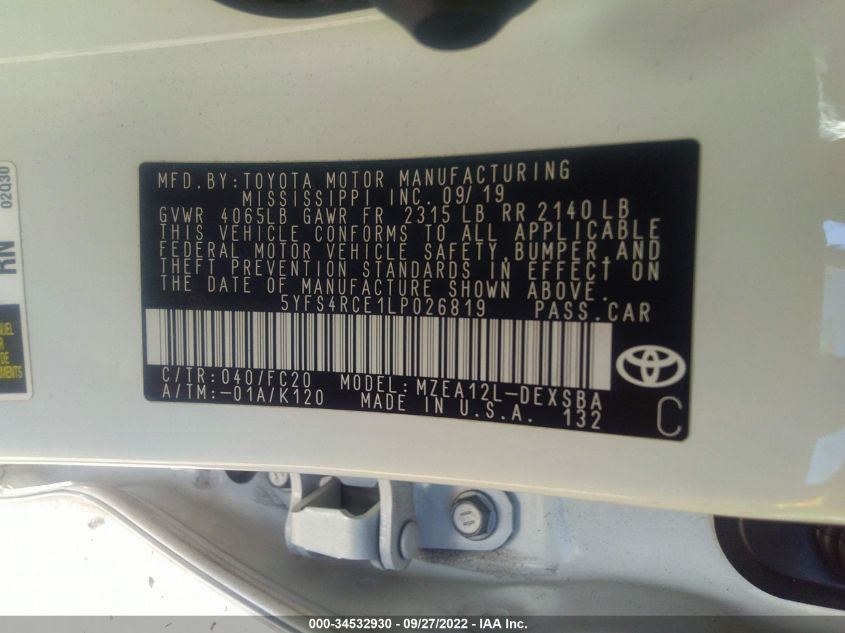 MFD. BY: TOYOTA MOTOR MANUFACTURING
MISSISSIPPI INC. 09/19
GVWR 4065LB GAWR FR 2315 LB RR 2140 LB
THIS VEHICLE CONFORMS TO ALL APPLICABLE
FEDERAL MOTOR VEHICLE SAFETY, BUMPER, AND
THEFT PREVENTION STANDARDS IN EFFECT ON
THE DATE OF MANUFACTURE SHOWN ABOVE.
5YFS4RCE1LP026819 PASS. CAR
C/TR: 040/FC20 MODEL: MZEA12L-DEXSBA
A/TM: -01A/K120 MADE IN U.S.A. 132
C
RN
02Q30
000-34532930 - 09/27/2022 - IAA Inc.